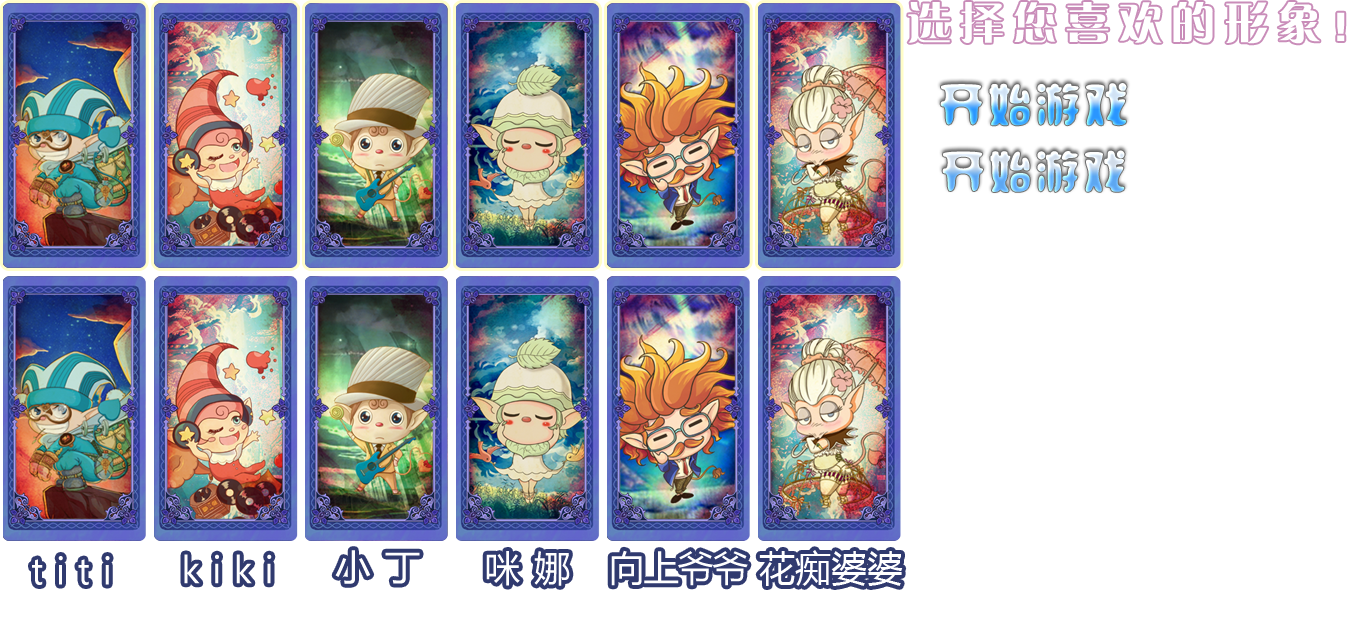 选择您喜欢的形象!
开始游戏
开始游戏
titi
kiki
小丁
咪娜
向上爷爷
花痴婆婆